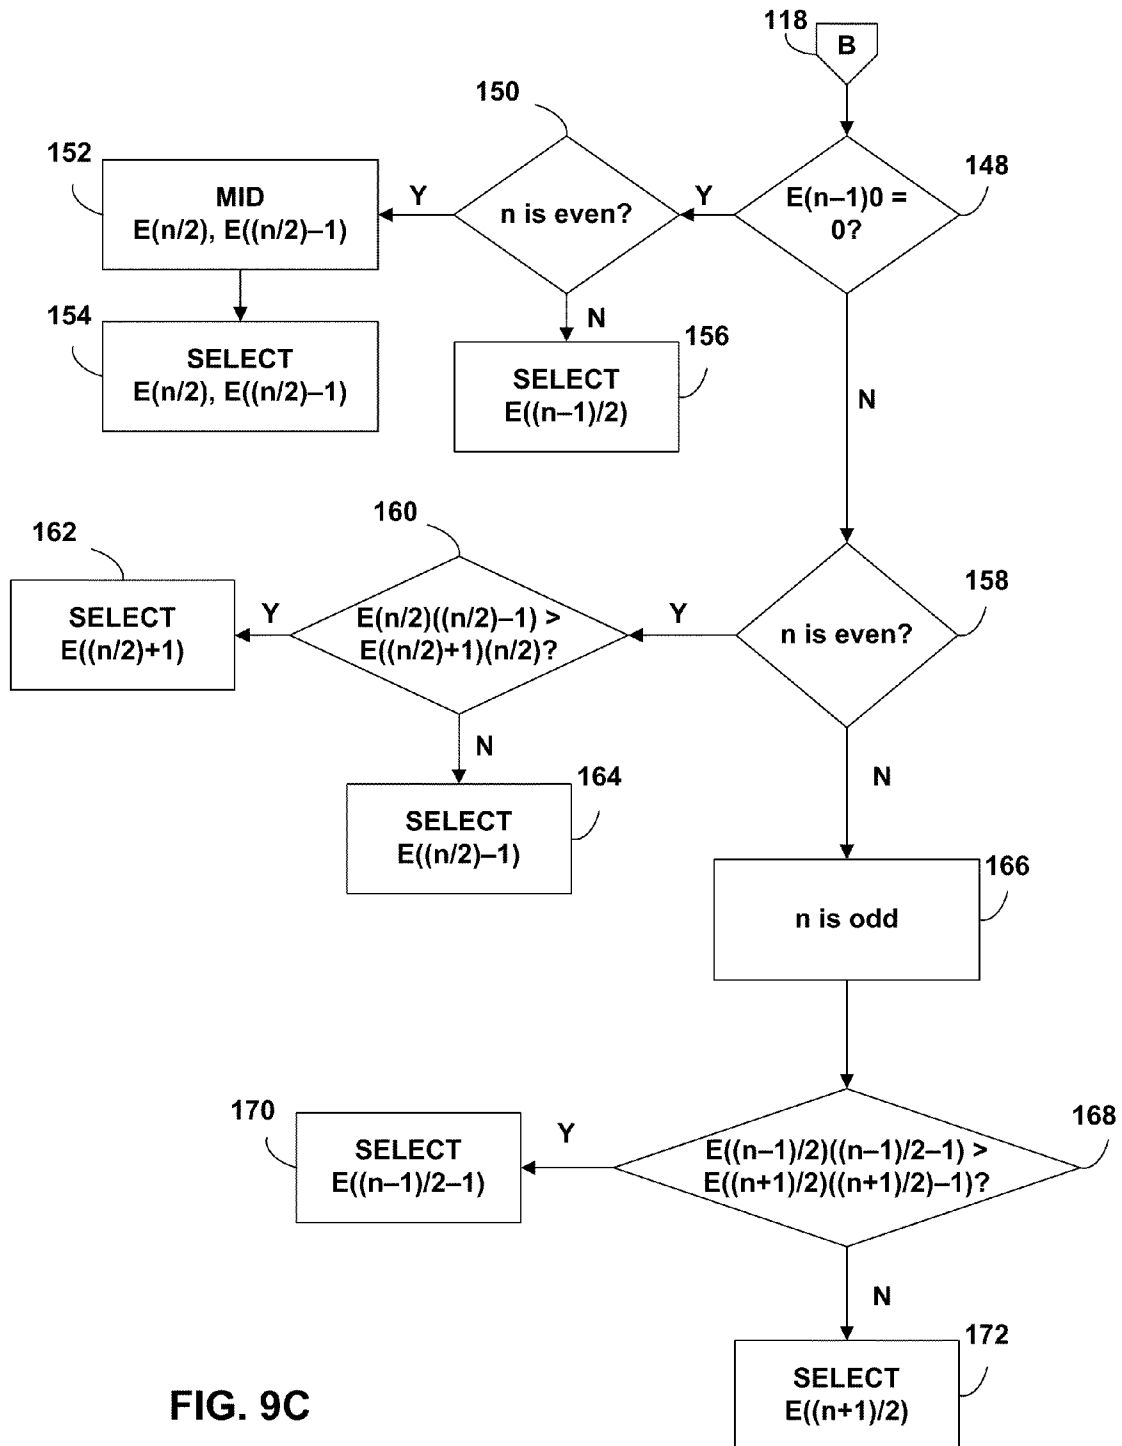 118
B
150
148
152
MID
E(n/2), E((n/2)–1)
Y
n is even?
Y
E(n–1)0 =
0?
154
SELECT
E(n/2), E((n/2)–1)
N
156
SELECT
E((n–1)/2)
N
160
162
158
SELECT
E((n/2)+1)
Y
E(n/2)((n/2)–1) >
E((n/2)+1)(n/2)?
Y
n is even?
N
164
SELECT
E((n/2)–1)
N
166
n is odd
170
168
SELECT
E((n–1)/2–1)
Y
E((n–1)/2)((n–1)/2–1) >
E((n+1)/2)((n+1)/2)–1)?
N
172
SELECT
E((n+1)/2)
FIG. 9C